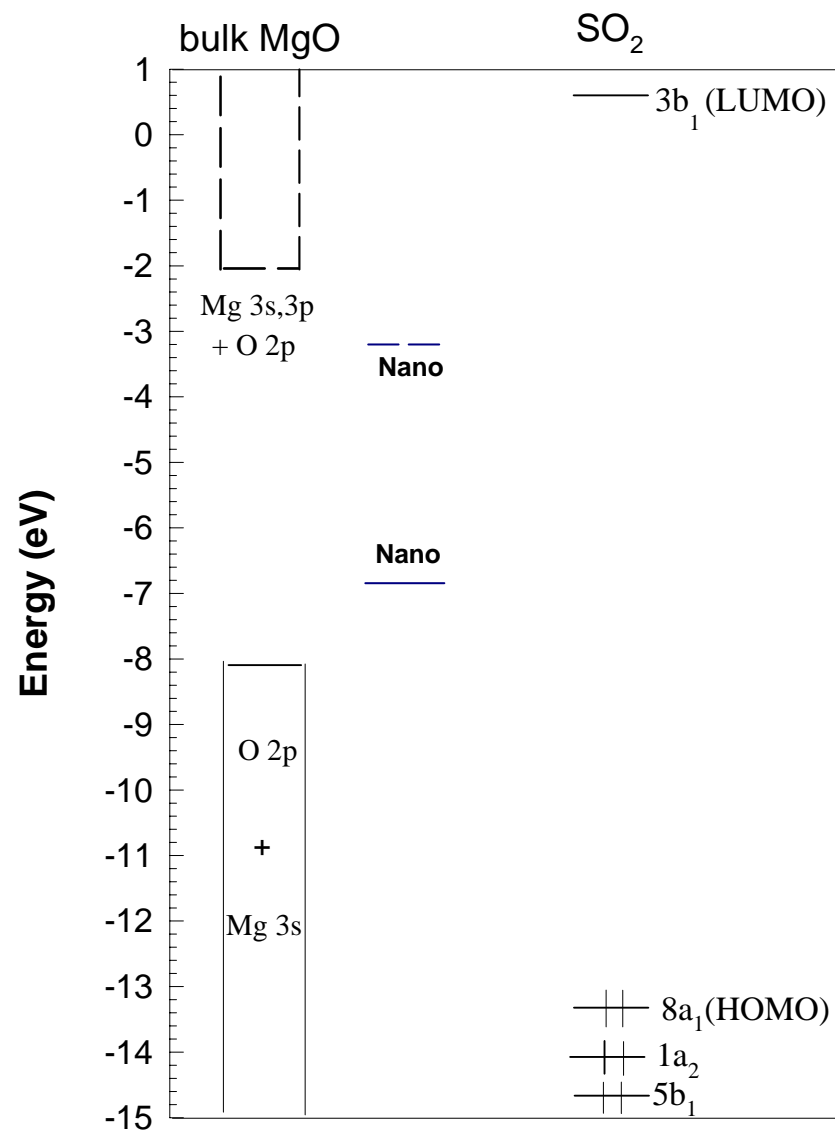 bulk MgO
SO₂
1
0
-1
-2
-3
-4
-5
-6
-7
-8
-9
-10
-11
-12
-13
-14
-15
Energy (eV)
Mg 3s,3p
+ O 2p
Nano
Nano
O 2p
+
Mg 3s
3b₁ (LUMO)
8a₁(HOMO)
1a₂
5b₁